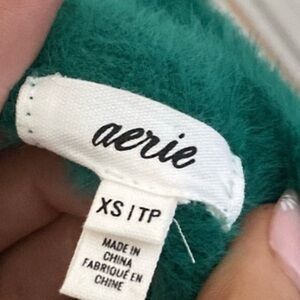 aerie
XS | TP
MADE IN
CHINA
FABRIQUÉ EN
CHINE